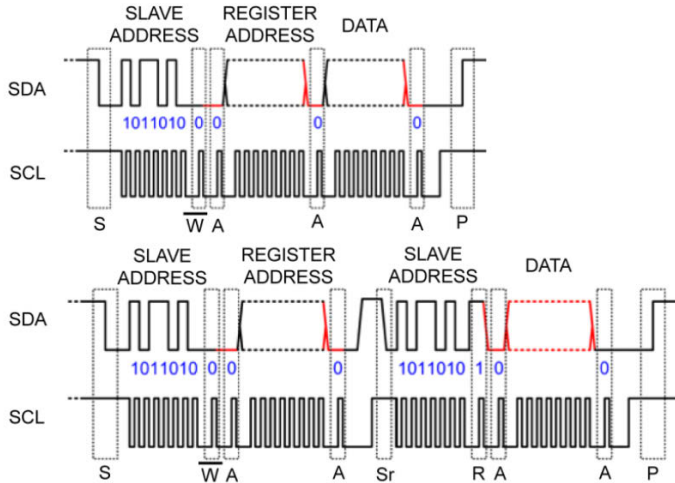 SLAVE ADDRESS REGISTER ADDRESS DATA
SDA
1011010 0 0 0 0
SCL
S W A A A P
SLAVE ADDRESS REGISTER ADDRESS SLAVE ADDRESS DATA
SDA
1011010 0 0 0 1011010 1 0 0
SCL
S W A A Sr R A A P